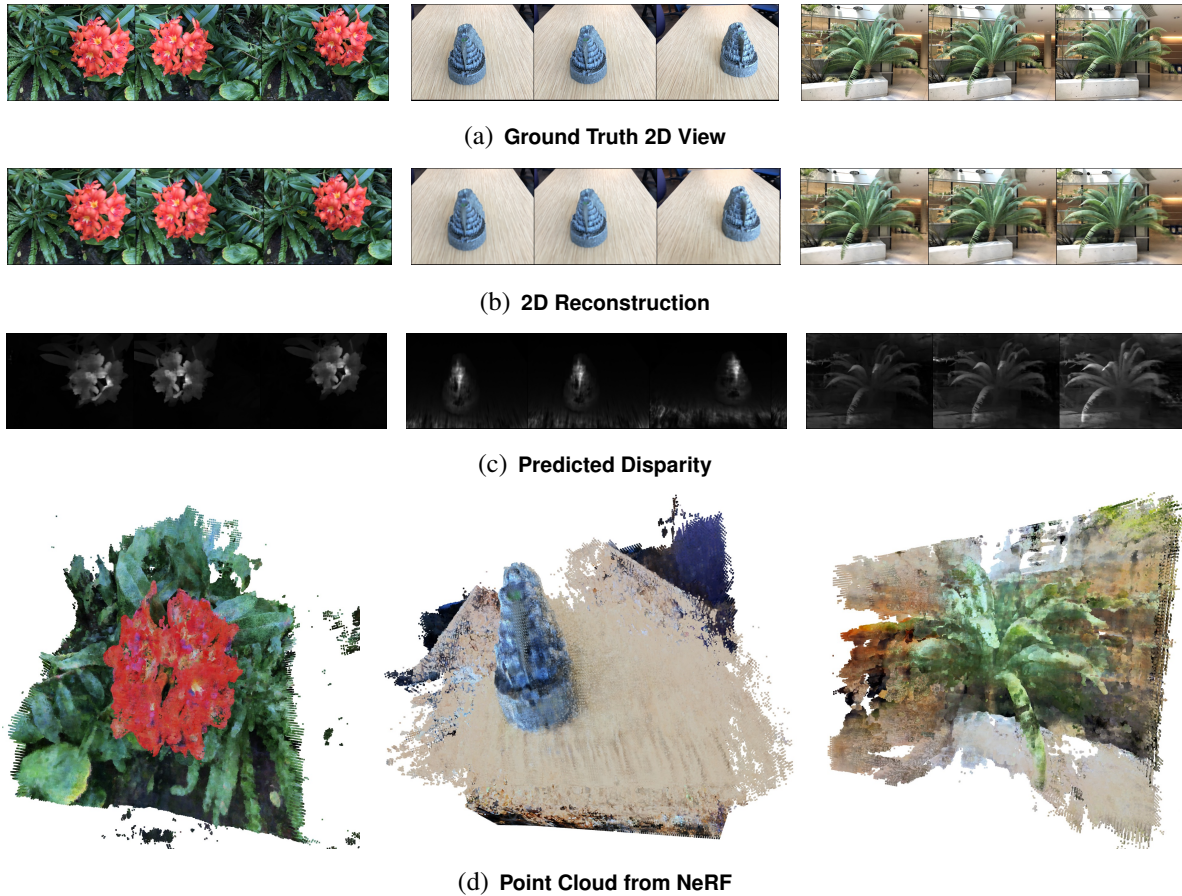 (a) Ground Truth 2D View
(b) 2D Reconstruction
(c) Predicted Disparity
(d) Point Cloud from NeRF